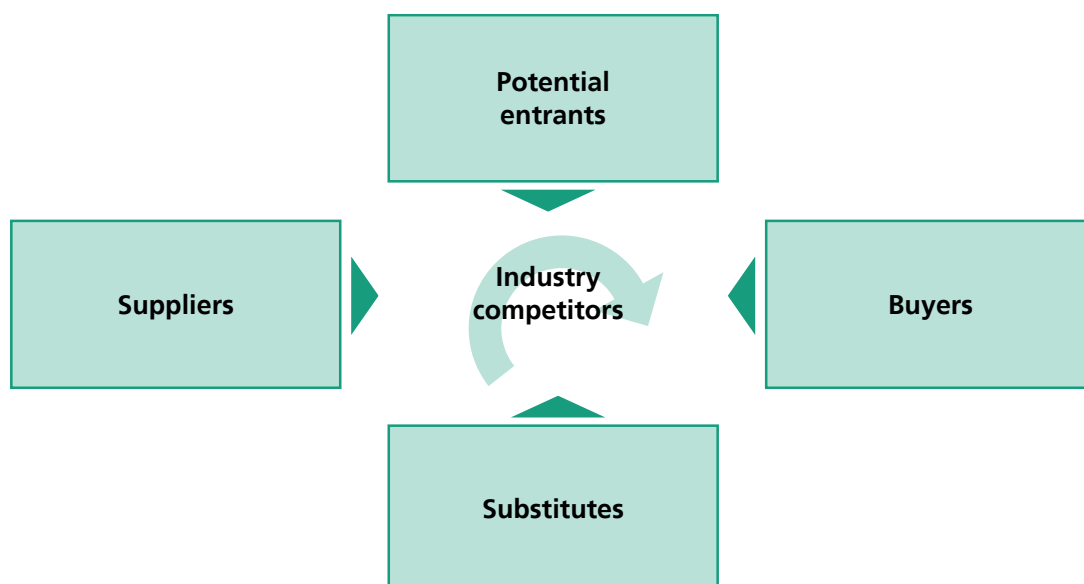 Potential
entrants
Suppliers
Industry
competitors
Buyers
Substitutes